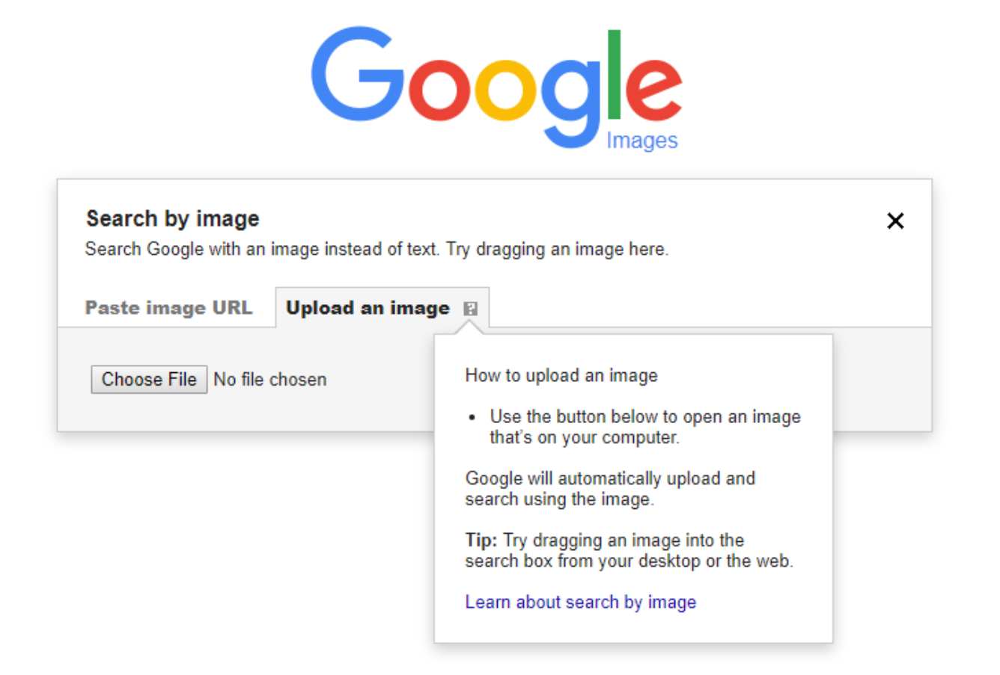 Google
Images
Search by image
Search Google with an image instead of text. Try dragging an image here.
Paste image URL
Upload an image ?
Choose File No file chosen
How to upload an image
• Use the button below to open an image
that's on your computer.
Google will automatically upload and
search using the image.
Tip: Try dragging an image into the
search box from your desktop or the web.
Learn about search by image